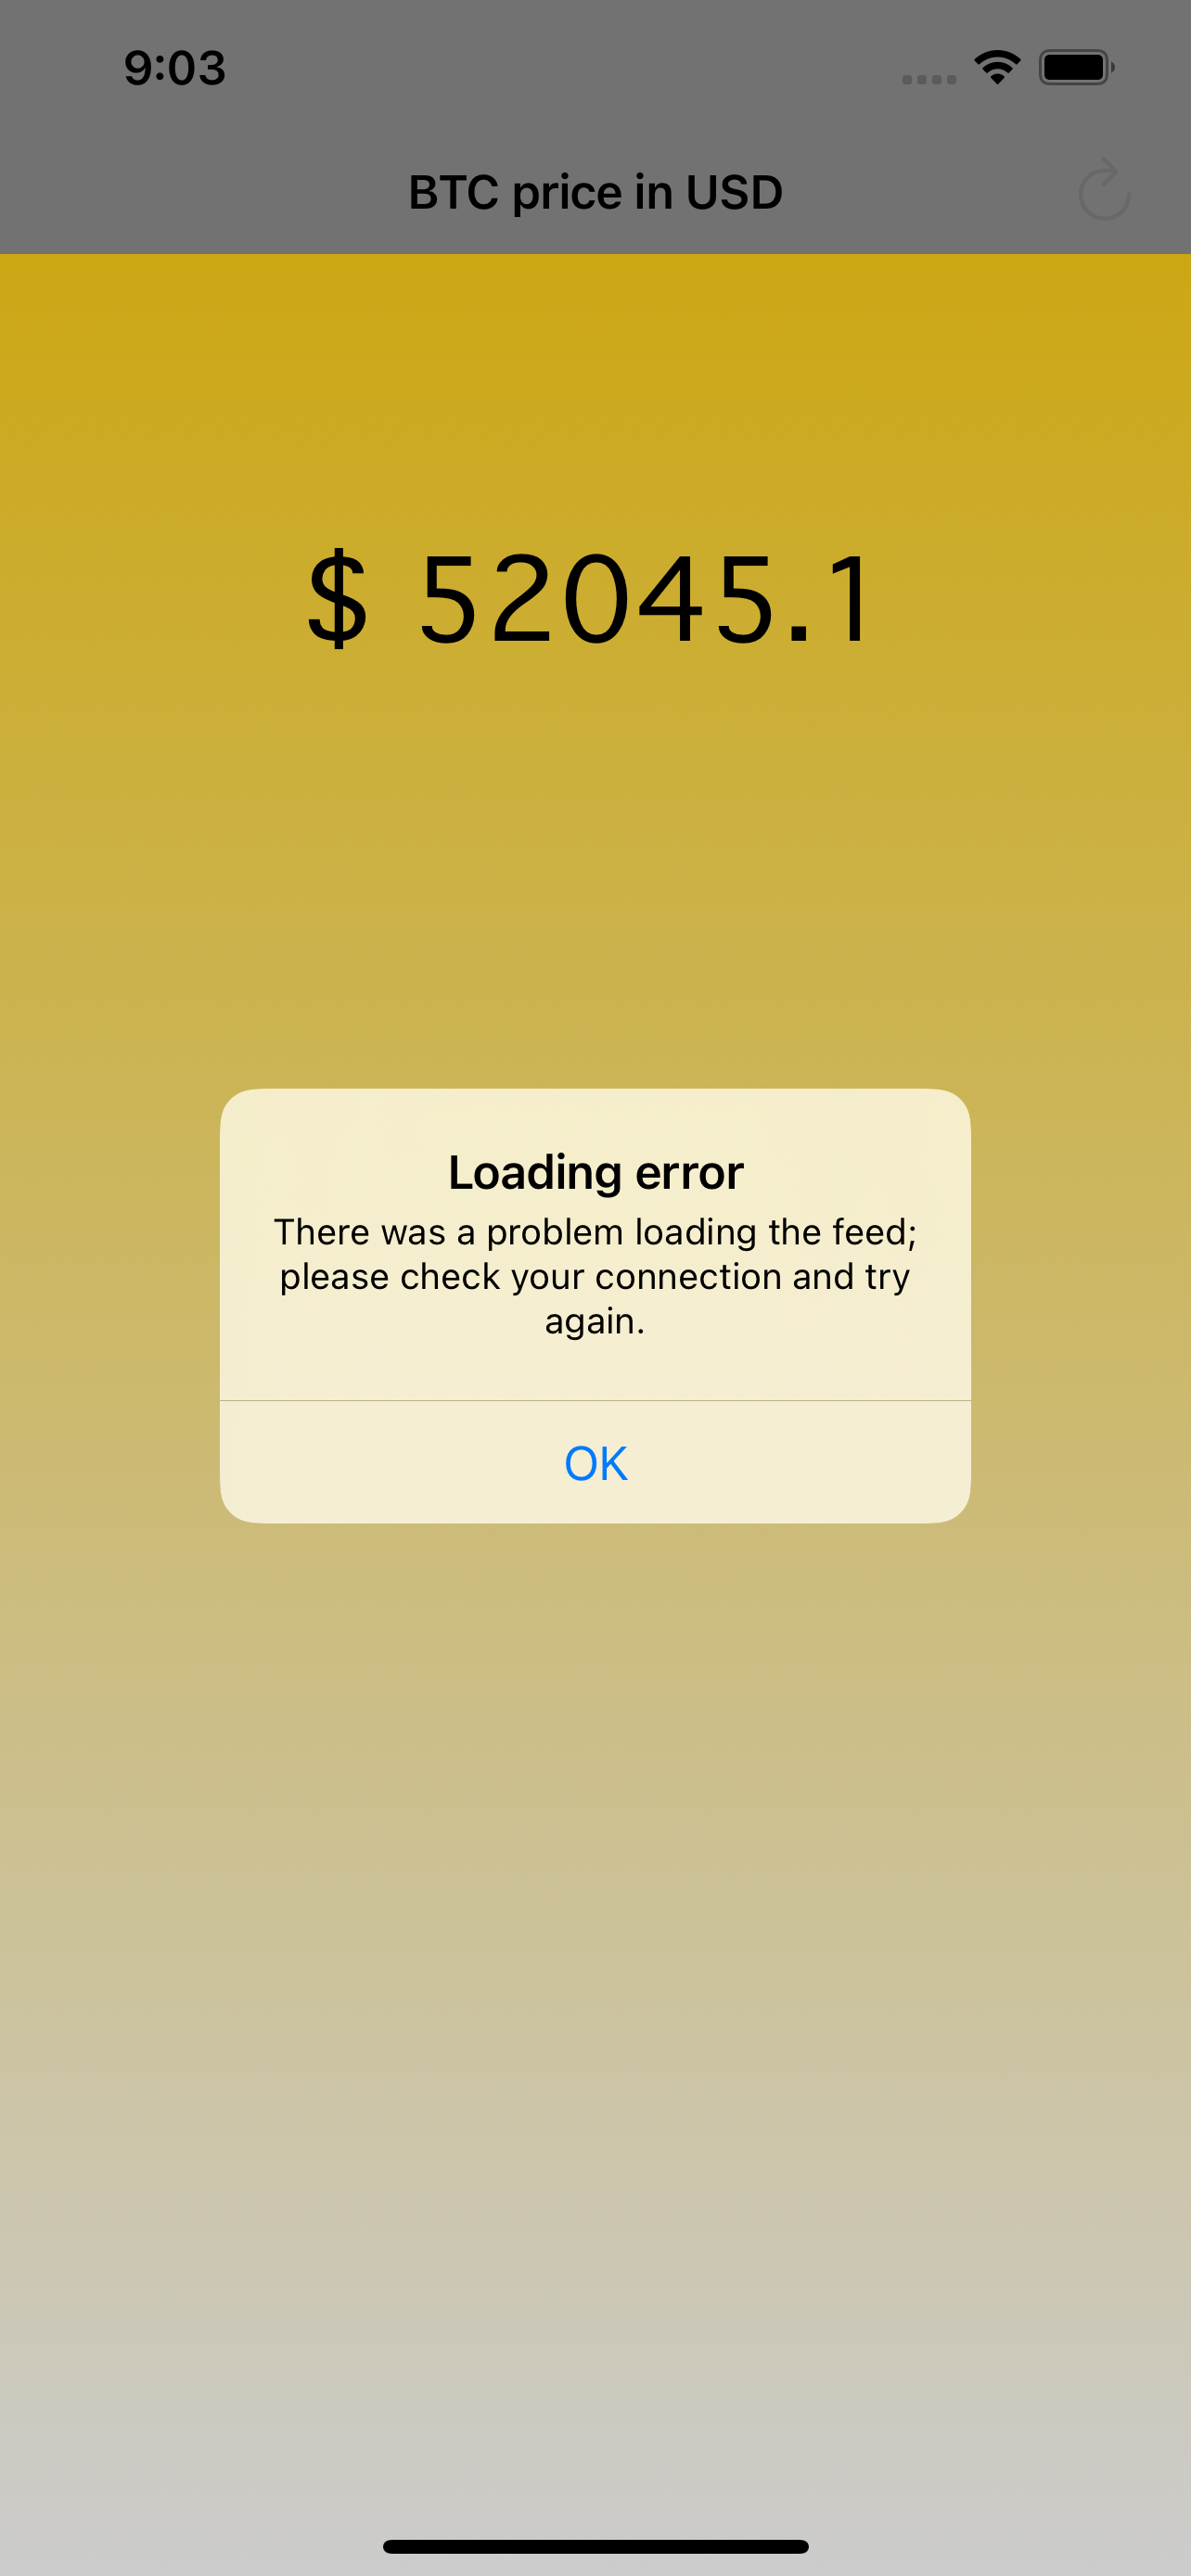 9:03
BTC price in USD
$ 52045.1
Loading error
There was a problem loading the feed;
please check your connection and try
again.
OK